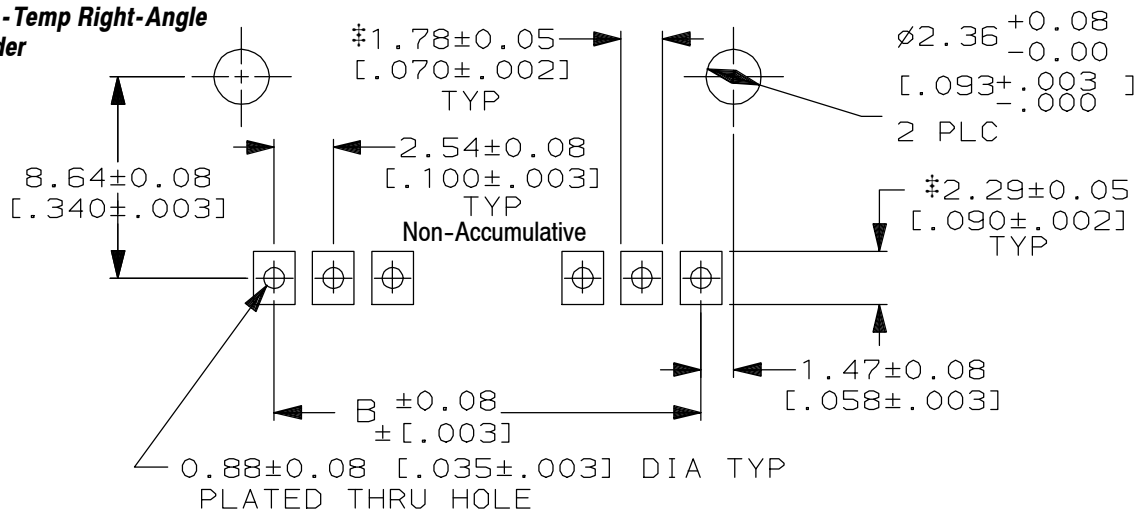 -Temp Right-Angle
der
‡1.78±0.05
[.070±.002]
TYP
⌀2.36 +0.08
-0.00
[.093 +.003 ]
-.000
2 PLC
2.54±0.08
[.100±.003]
TYP
Non-Accumulative
8.64±0.08
[.340±.003]
‡2.29±0.05
[.090±.002]
TYP
1.47±0.08
[.058±.003]
B ±0.08
±[.003]
0.88±0.08 [.035±.003] DIA TYP
PLATED THRU HOLE